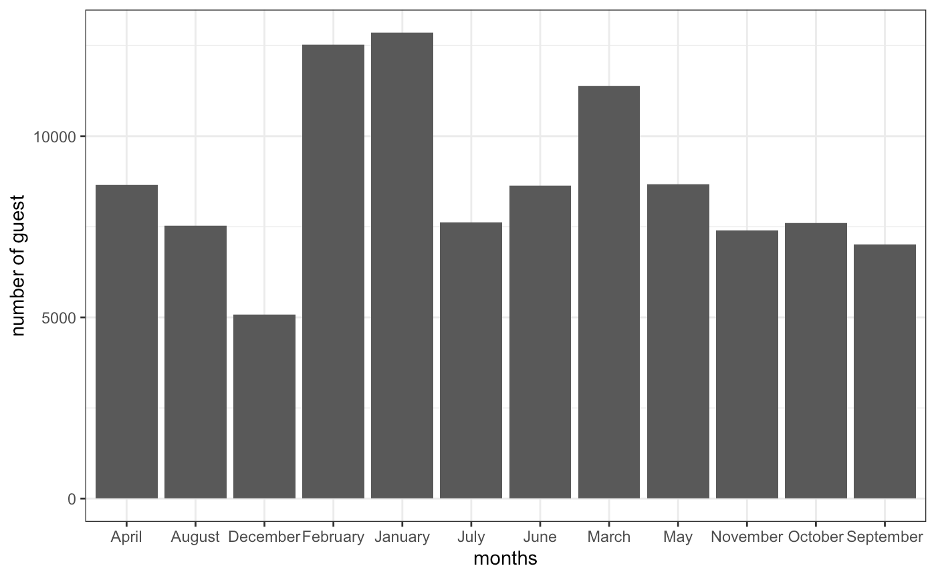 number of guest
10000
5000
0
April August December February January July June March May November October September
months